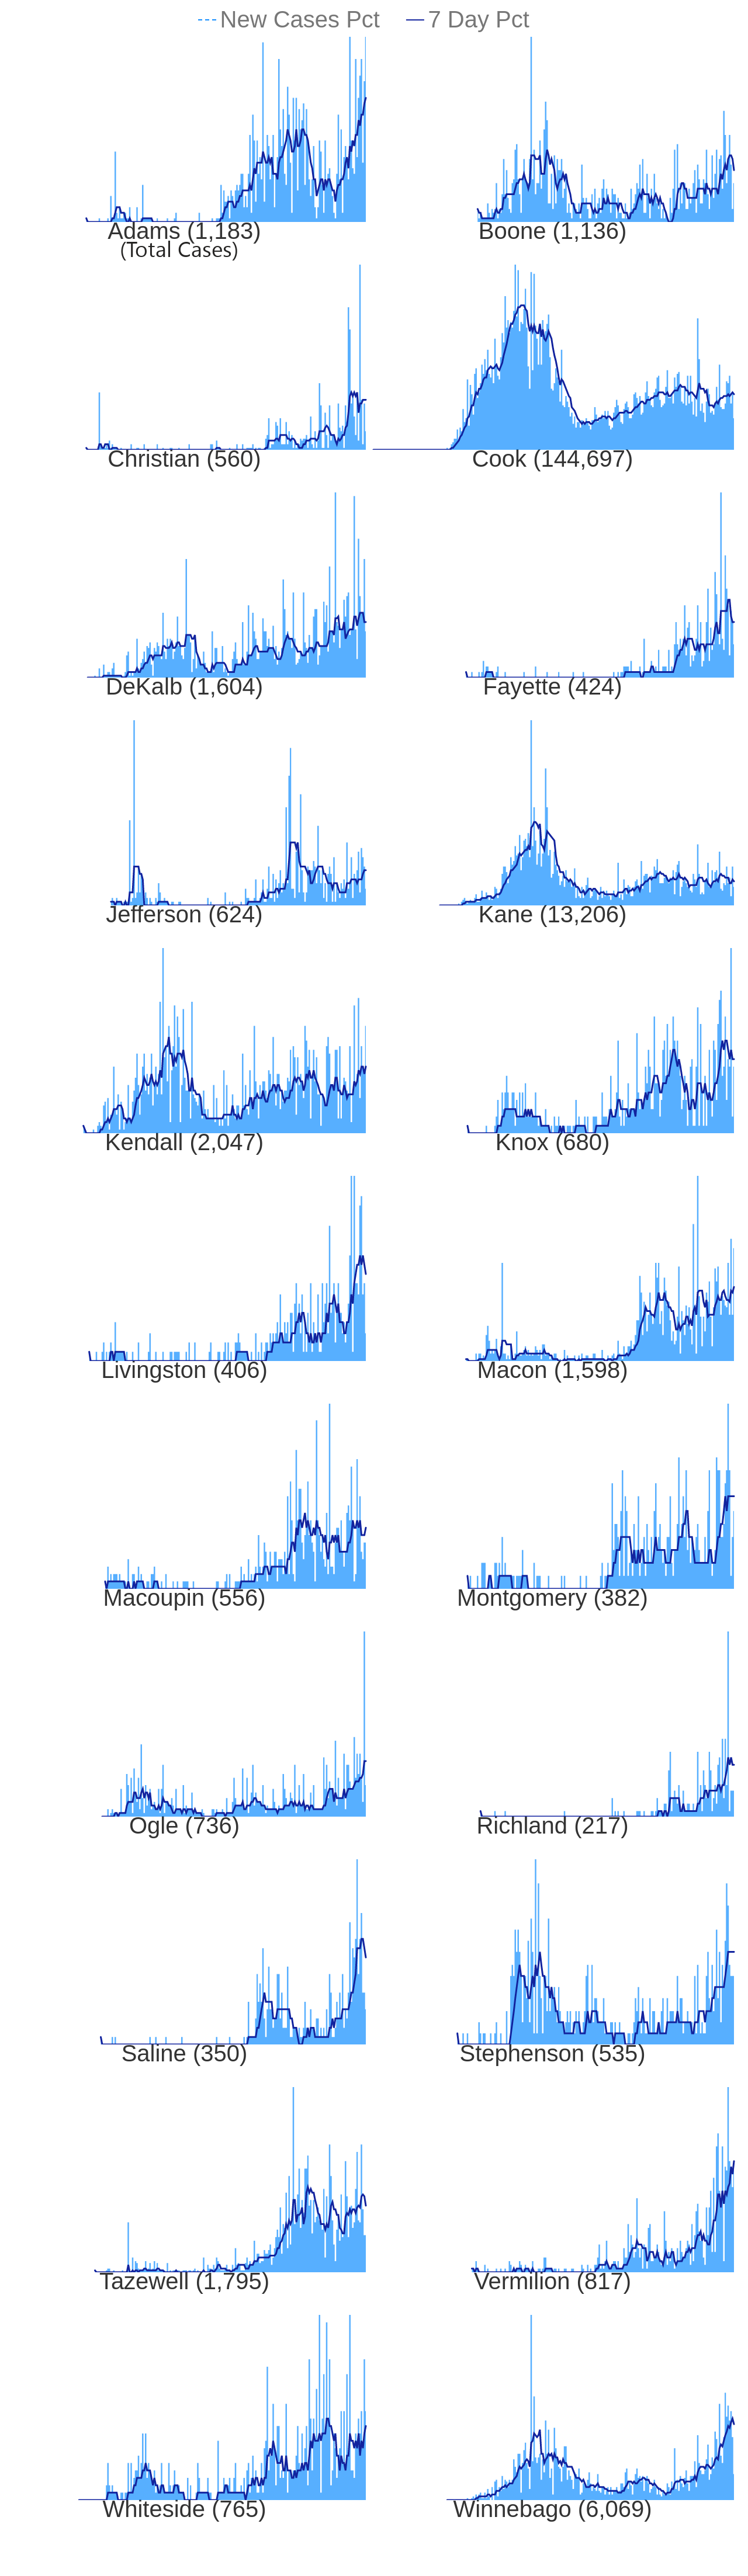 New Cases Pct 7 Day Pct
Adams (1,183) Boone (1,136)
(Total Cases)
Christian (560) Cook (144,697)
DeKalb (1,604) Fayette (424)
Jefferson (624) Kane (13,206)
Kendall (2,047) Knox (680)
Livingston (406) Macon (1,598)
Macoupin (556) Montgomery (382)
Ogle (736) Richland (217)
Saline (350) Stephenson (535)
Tazewell (1,795) Vermilion (817)
Whiteside (765) Winnebago (6,069)